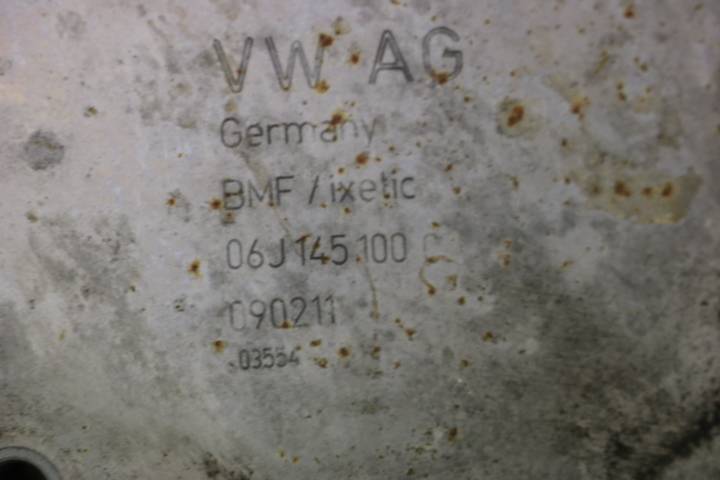 VW AG
Germany
BMF / ixetic
06J 145 100
090211
03554